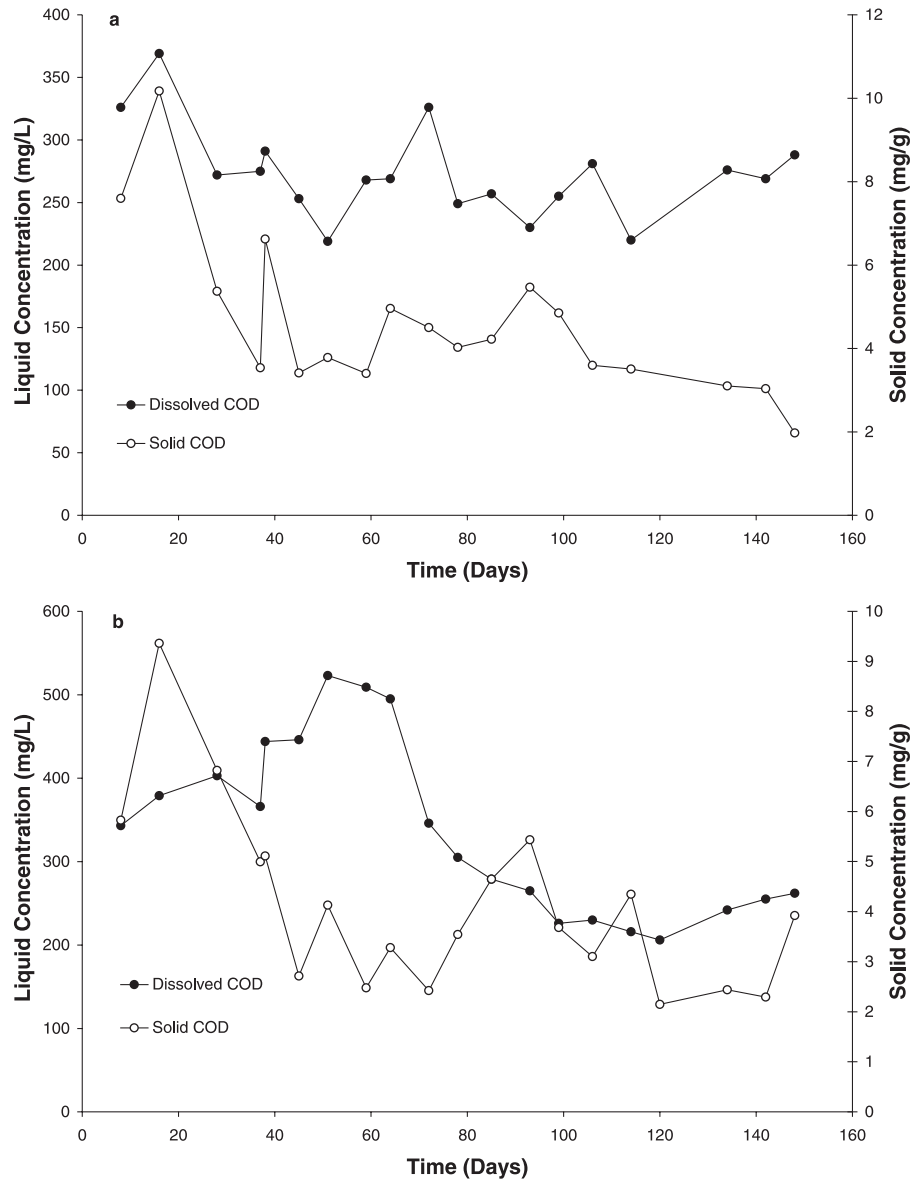 a
400
350
300
250
200
150
100
50
0
Liquid Concentration (mg/L)
12
10
8
6
4
2
0
Solid Concentration (mg/g)
Dissolved COD
Solid COD
0 20 40 60 80 100 120 140 160
Time (Days)
b
600
500
400
300
200
100
0
Liquid Concentration (mg/L)
10
9
8
7
6
5
4
3
2
1
0
Solid Concentration (mg/g)
Dissolved COD
Solid COD
0 20 40 60 80 100 120 140 160
Time (Days)